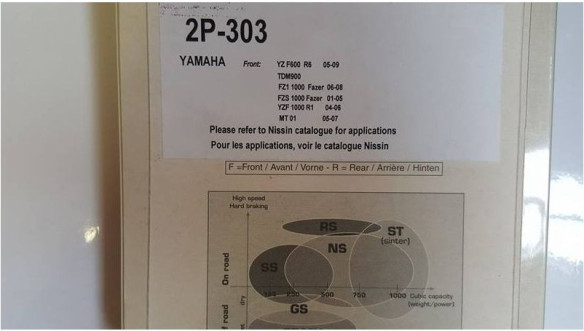 2P-303
YAMAHA Front: YZ F600 R6 05-09
TDM900
FZ1 1000 Fazer 06-08
FZS 1000 Fazer 01-05
YZF 1000 R1 04-06
MT 01 05-07
Please refer to Nissin catalogue for applications
Pour les applications, voir le catalogue Nissin
F =Front / Avant / Vorne - R = Rear / Arrière / Hinten
High speed
Hard braking
RS
ST
(sinter)
NS
SS
On road
dry
500 750 1000 Cubic capacity
(weight/power)
GS
road